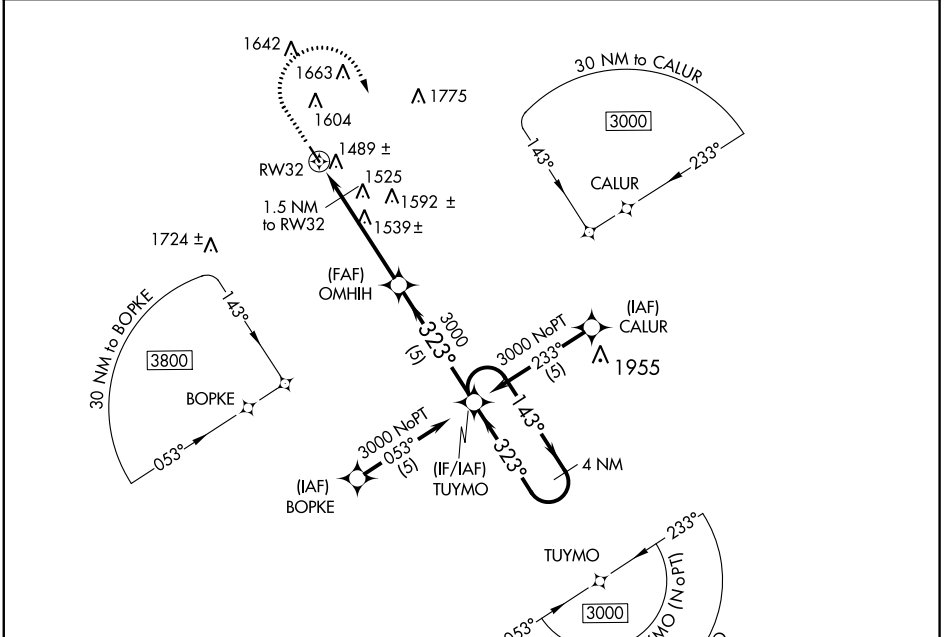 1642
1663
1775
1604
1489 ±
RW32
1525
1592 ±
1.5 NM
to RW32
1539 ±
1724 ±
30 NM to CALUR
3000
143°
233°
CALUR
(FAF)
OMHIH
30 NM to BOPKE
143°
3800
BOPKE
053°
3000
323°
(5)
(IAF)
CALUR
3000 NoPT
233°
(5)
1955
143°
323°
4 NM
3000 NoPT
053°
(5)
(IAF)
BOPKE
(IF/IAF)
TUYMO
TUYMO
233°
3000
053°
(NoPT)